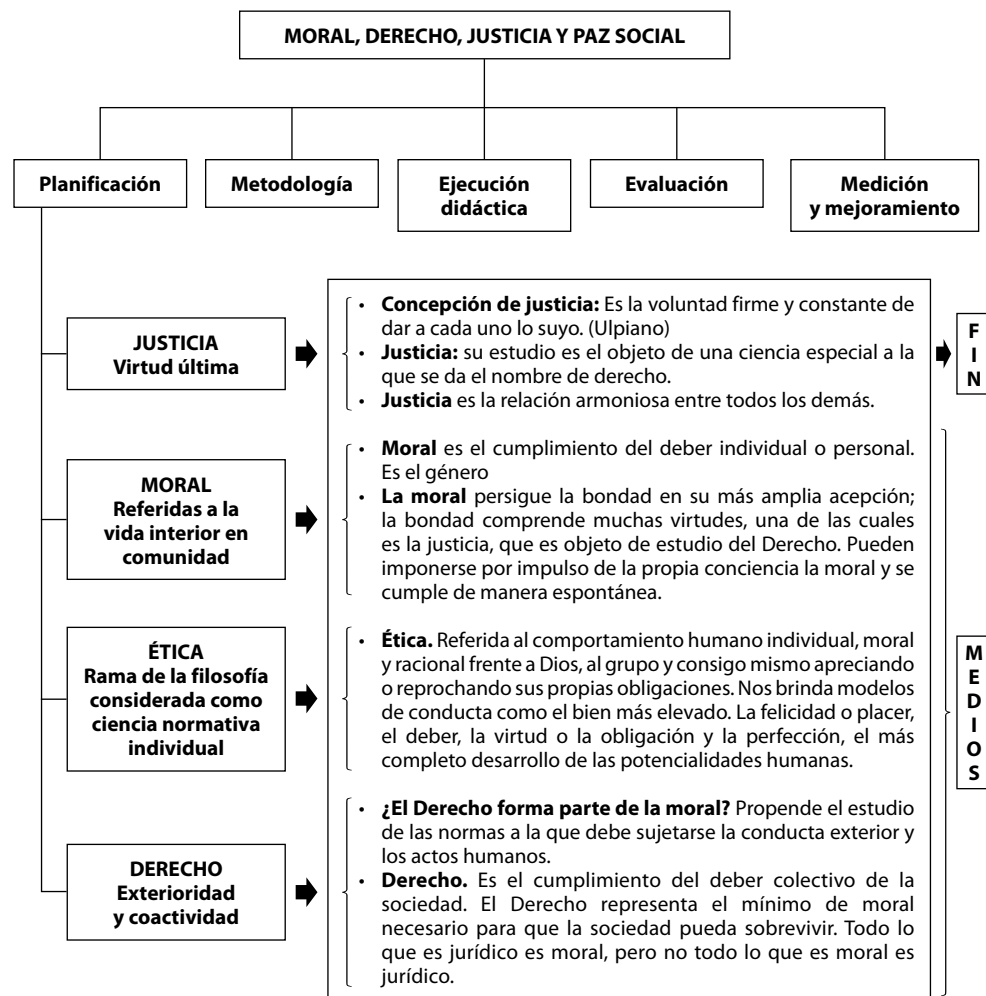 MORAL, DERECHO, JUSTICIA Y PAZ SOCIAL
Planificación
Metodología
Ejecución
didáctica
Evaluación
Medición
y mejoramiento
JUSTICIA
Virtud última
• Concepción de justicia: Es la voluntad firme y constante de
dar a cada uno lo suyo. (Ulpiano)
• Justicia: su estudio es el objeto de una ciencia especial a la
que se da el nombre de derecho.
• Justicia es la relación armoniosa entre todos los demás.
F
I
N
MORAL
Referidas a la
vida interior en
comunidad
• Moral es el cumplimiento del deber individual o personal.
Es el género
• La moral persigue la bondad en su más amplia acepción;
la bondad comprende muchas virtudes, una de las cuales
es la justicia, que es objeto de estudio del Derecho. Pueden
imponerse por impulso de la propia conciencia la moral y se
cumple de manera espontánea.
ÉTICA
Rama de la filosofía
considerada como
ciencia normativa
individual
• Ética. Referida al comportamiento humano individual, moral
y racional frente a Dios, al grupo y consigo mismo apreciando
o reprochando sus propias obligaciones. Nos brinda modelos
de conducta como el bien más elevado. La felicidad o placer,
el deber, la virtud o la obligación y la perfección, el más
completo desarrollo de las potencialidades humanas.
M
E
D
I
O
S
DERECHO
Exterioridad
y coactividad
• ¿El Derecho forma parte de la moral? Propende el estudio
de las normas a la que debe sujetarse la conducta exterior y
los actos humanos.
• Derecho. Es el cumplimiento del deber colectivo de la
sociedad. El Derecho representa el mínimo de moral
necesario para que la sociedad pueda sobrevivir. Todo lo
que es jurídico es moral, pero no todo lo que es moral es
jurídico.